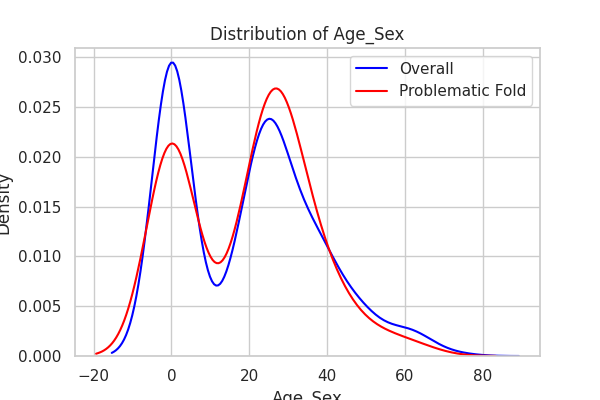 Distribution of Age_Sex
0.030
0.025
0.020
0.015
0.010
0.005
0.000
Density
−20
0
20
40
60
80
Age_Sex
Overall
Problematic Fold